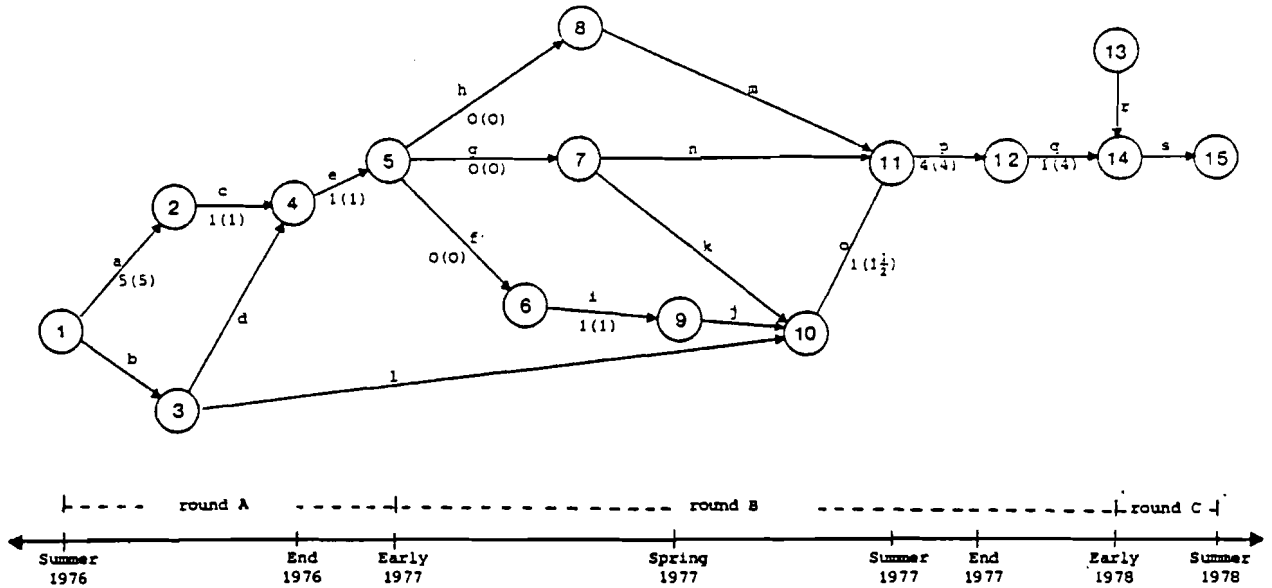 8
13
h
m
r
0(0)
g
n
p
q
s
5
7
11
12
14
15
0(0)
4(4)
1(4)
e
c
1(1)
2
4
1(1)
f
k
o
a
0(0)
1(1½)
5(5)
d
i
j
6
9
10
1(1)
1
b
l
3
round A
round B
round C
Summer 1976
End 1976
Early 1977
Spring 1977
Summer 1977
End 1977
Early 1978
Summer 1978